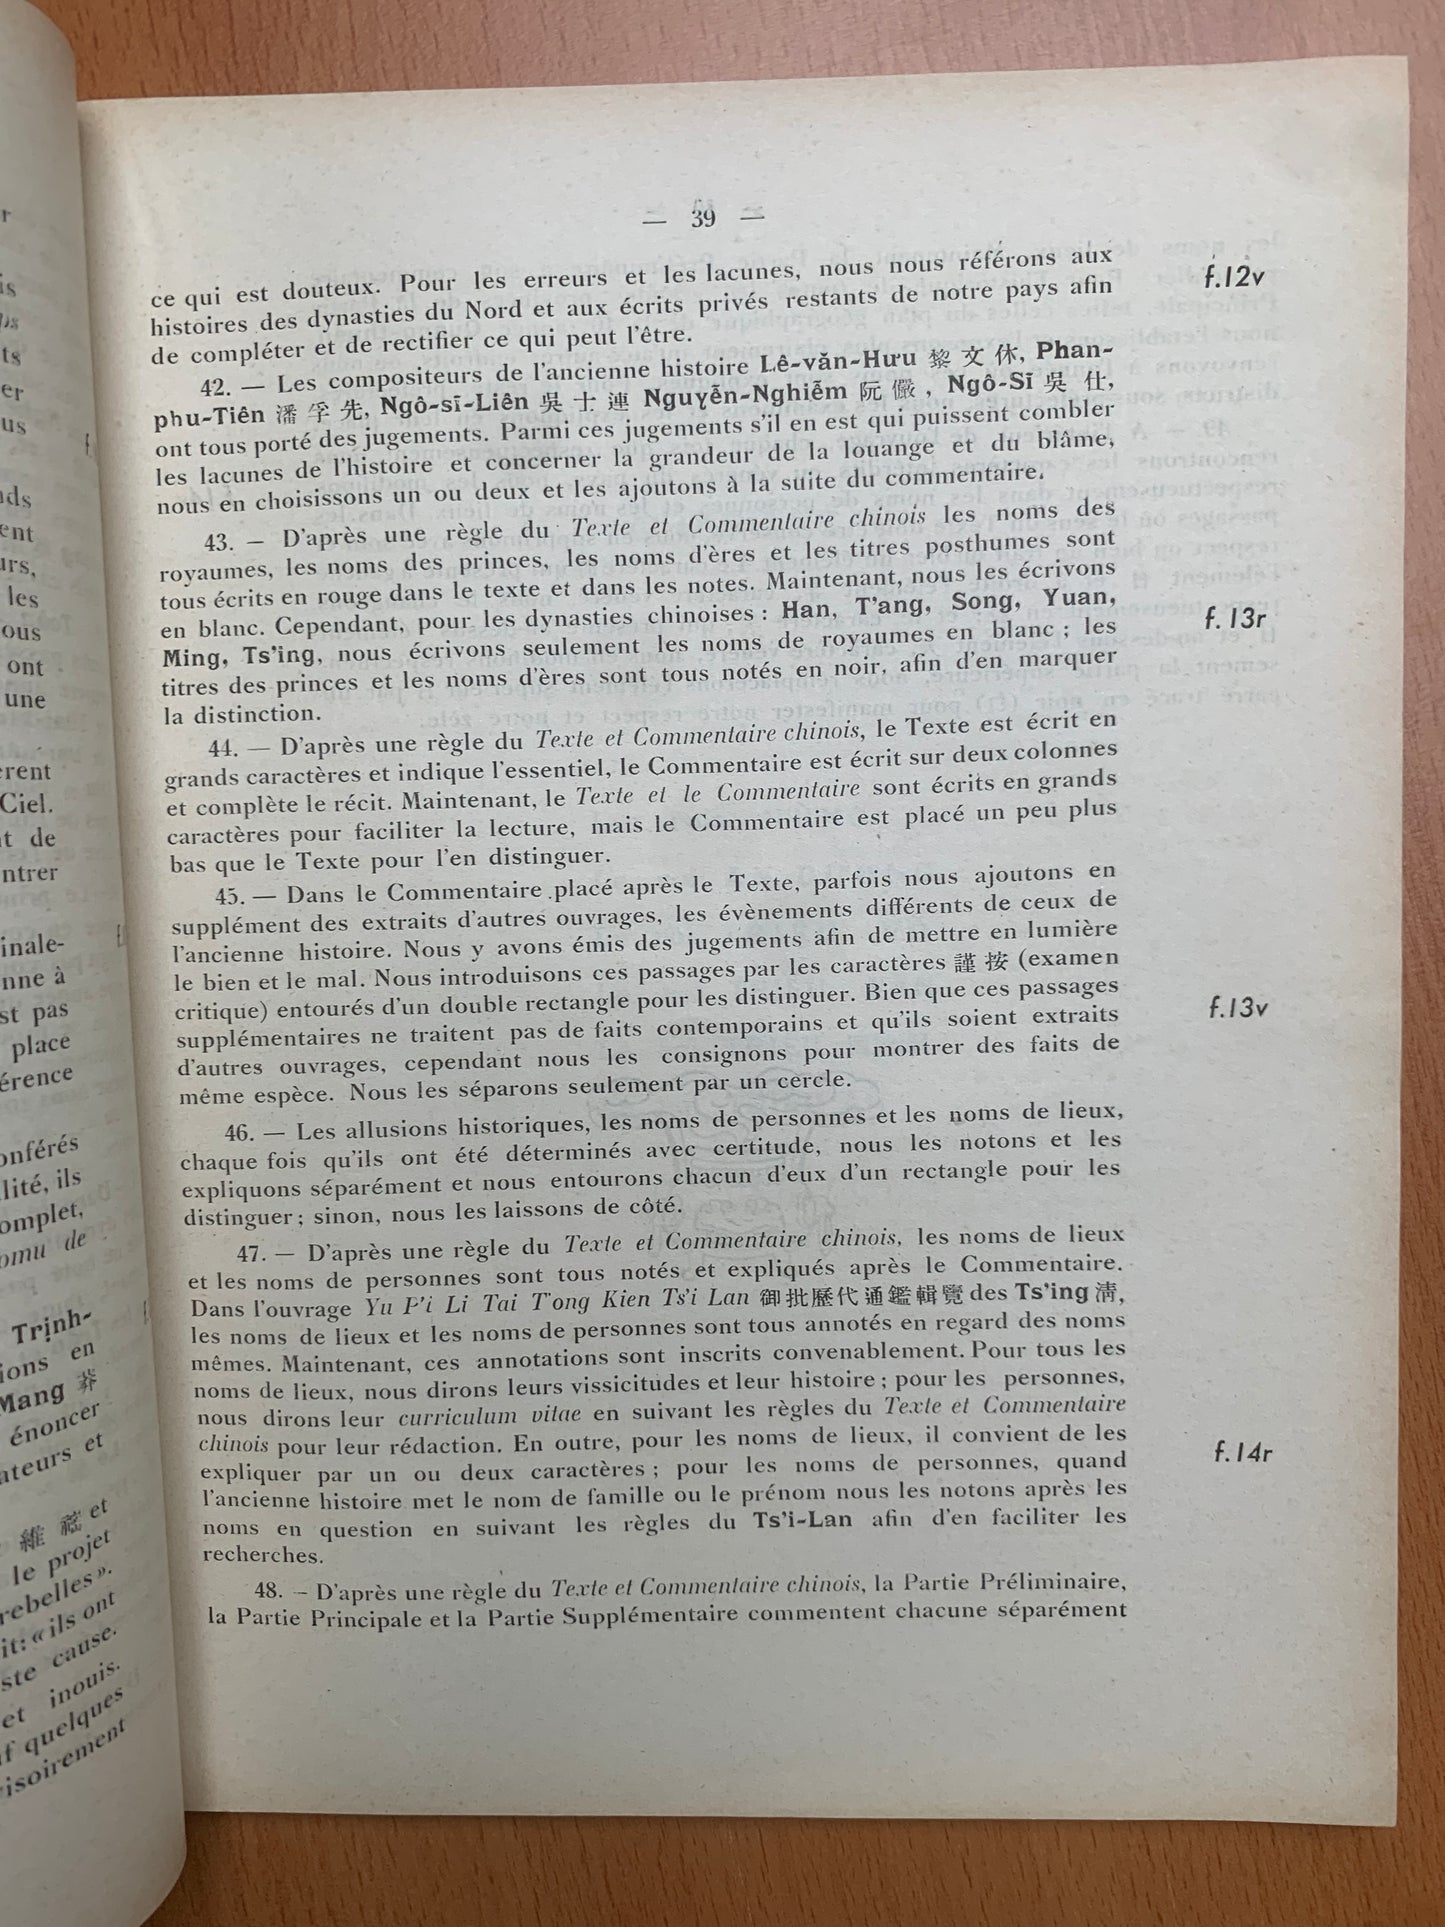 — 39 —
ce qui est douteux. Pour les erreurs et les lacunes, nous nous référons aux
f.12v
histoires des dynasties du Nord et aux écrits privés restants de notre pays afin
de compléter et de rectifier ce qui peut l'être.
42. — Les compositeurs de l'ancienne histoire Lê-văn-Hưu 黎文休, Phan-
phu-Tiên 潘孚先, Ngô-sĩ-Liên 吳士連 Nguyễn-Nghiễm 阮儼, Ngô-Sĩ 吳仕,
ont tous porté des jugements. Parmi ces jugements s'il en est qui puissent combler
les lacunes de l'histoire et concerner la grandeur de la louange et du blâme,
nous en choisissons un ou deux et les ajoutons à la suite du commentaire.
43. — D'après une règle du Texte et Commentaire chinois les noms des
royaumes, les noms des princes, les noms d'ères et les titres posthumes sont
tous écrits en rouge dans le texte et dans les notes. Maintenant, nous les écrivons
en blanc. Cependant, pour les dynasties chinoises : Han, T'ang, Song, Yuan,
f. 13r
Ming, Ts'ing, nous écrivons seulement les noms de royaumes en blanc ; les
titres des princes et les noms d'ères sont tous notés en noir, afin d'en marquer
la distinction.
44. — D'après une règle du Texte et Commentaire chinois, le Texte est écrit en
grands caractères et indique l'essentiel, le Commentaire est écrit sur deux colonnes
et complète le récit. Maintenant, le Texte et le Commentaire sont écrits en grands
caractères pour faciliter la lecture, mais le Commentaire est placé un peu plus
bas que le Texte pour l'en distinguer.
45. — Dans le Commentaire placé après le Texte, parfois nous ajoutons en
supplément des extraits d'autres ouvrages, les évènements différents de ceux de
l'ancienne histoire. Nous y avons émis des jugements afin de mettre en lumière
le bien et le mal. Nous introduisons ces passages par les caractères 謹按 (examen
critique) entourés d'un double rectangle pour les distinguer. Bien que ces passages
f.13v
supplémentaires ne traitent pas de faits contemporains et qu'ils soient extraits
d'autres ouvrages, cependant nous les consignons pour montrer des faits de
même espèce. Nous les séparons seulement par un cercle.
46. — Les allusions historiques, les noms de personnes et les noms de lieux,
chaque fois qu'ils ont été déterminés avec certitude, nous les notons et les
expliquons séparément et nous entourons chacun d'eux d'un rectangle pour les
distinguer ; sinon, nous les laissons de côté.
47. — D'après une règle du Texte et Commentaire chinois, les noms de lieux
et les noms de personnes sont tous notés et expliqués après le Commentaire.
Dans l'ouvrage Yu P'i Li Tai T'ong Kien Ts'i Lan 御批歷代通鑑輯覽 des Ts'ing 淸,
les noms de lieux et les noms de personnes sont tous annotés en regard des noms
mêmes. Maintenant, ces annotations sont inscrits convenablement. Pour tous les
noms de lieux, nous dirons leurs vissicitudes et leur histoire ; pour les personnes,
nous dirons leur curriculum vitae en suivant les règles du Texte et Commentaire
chinois pour leur rédaction. En outre, pour les noms de lieux, il convient de les
f.14r
expliquer par un ou deux caractères ; pour les noms de personnes, quand
l'ancienne histoire met le nom de famille ou le prénom nous les notons après les
noms en question en suivant les règles du Ts'i-Lan afin d'en faciliter les
recherches.
48. — D'après une règle du Texte et Commentaire chinois, la Partie Préliminaire,
la Partie Principale et la Partie Supplémentaire commentent chacune séparément